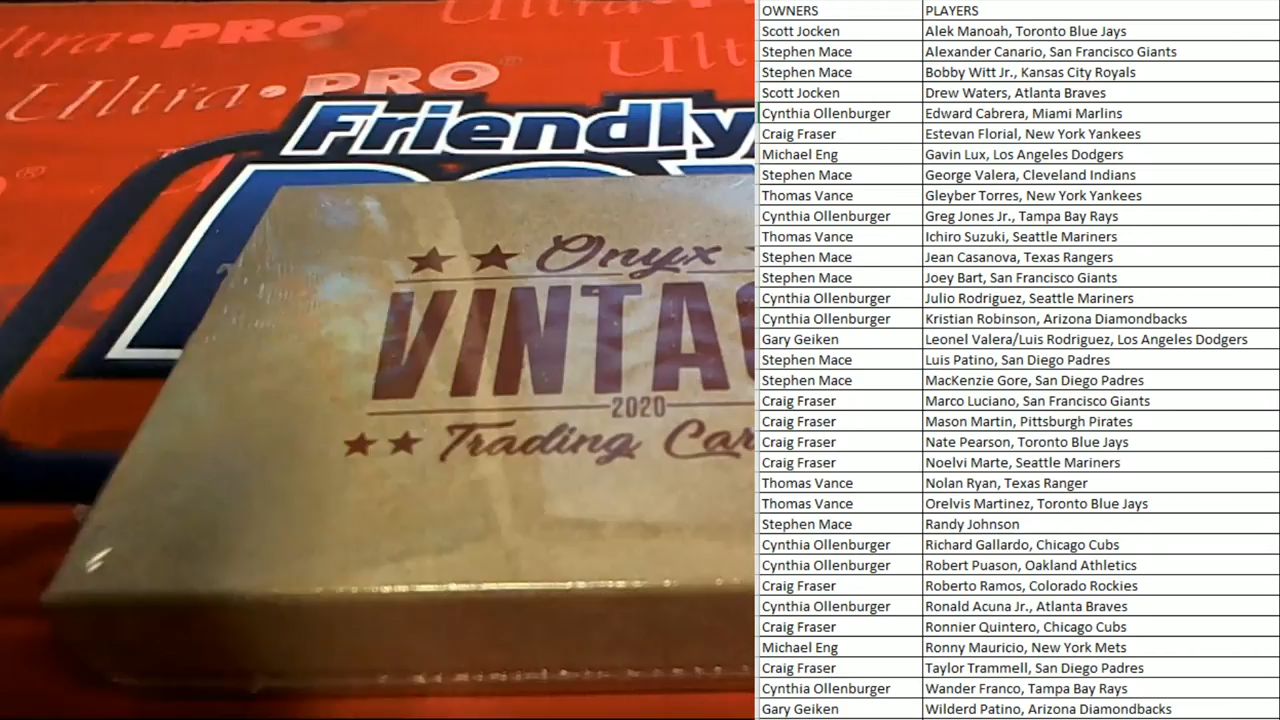 Ultra•PRO
Ultra•PRO®
Ultra
®
Friendly
★★ Onyx
VINTAG
2020
★★ Trading Car
OWNERS PLAYERS
Scott Jocken Alek Manoah, Toronto Blue Jays
Stephen Mace Alexander Canario, San Francisco Giants
Stephen Mace Bobby Witt Jr., Kansas City Royals
Scott Jocken Drew Waters, Atlanta Braves
Cynthia Ollenburger Edward Cabrera, Miami Marlins
Craig Fraser Estevan Florial, New York Yankees
Michael Eng Gavin Lux, Los Angeles Dodgers
Stephen Mace George Valera, Cleveland Indians
Thomas Vance Gleyber Torres, New York Yankees
Cynthia Ollenburger Greg Jones Jr., Tampa Bay Rays
Thomas Vance Ichiro Suzuki, Seattle Mariners
Stephen Mace Jean Casanova, Texas Rangers
Stephen Mace Joey Bart, San Francisco Giants
Cynthia Ollenburger Julio Rodriguez, Seattle Mariners
Cynthia Ollenburger Kristian Robinson, Arizona Diamondbacks
Gary Geiken Leonel Valera/Luis Rodriguez, Los Angeles Dodgers
Stephen Mace Luis Patino, San Diego Padres
Stephen Mace MacKenzie Gore, San Diego Padres
Craig Fraser Marco Luciano, San Francisco Giants
Craig Fraser Mason Martin, Pittsburgh Pirates
Craig Fraser Nate Pearson, Toronto Blue Jays
Craig Fraser Noelvi Marte, Seattle Mariners
Thomas Vance Nolan Ryan, Texas Ranger
Thomas Vance Orelvis Martinez, Toronto Blue Jays
Stephen Mace Randy Johnson
Cynthia Ollenburger Richard Gallardo, Chicago Cubs
Cynthia Ollenburger Robert Puason, Oakland Athletics
Craig Fraser Roberto Ramos, Colorado Rockies
Cynthia Ollenburger Ronald Acuna Jr., Atlanta Braves
Craig Fraser Ronnier Quintero, Chicago Cubs
Michael Eng Ronny Mauricio, New York Mets
Craig Fraser Taylor Trammell, San Diego Padres
Cynthia Ollenburger Wander Franco, Tampa Bay Rays
Gary Geiken Wilderd Patino, Arizona Diamondbacks